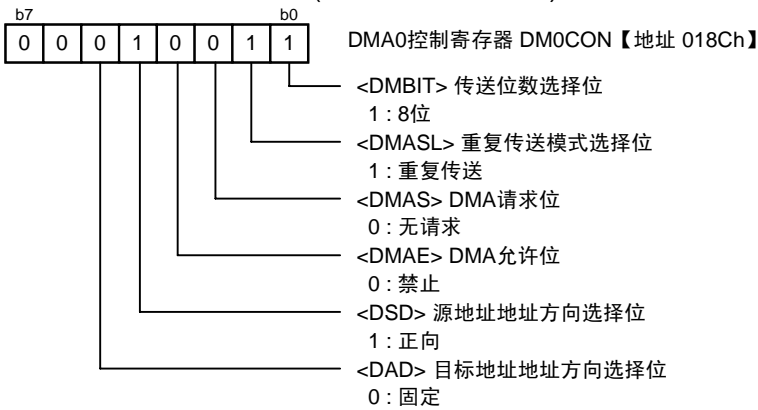 b7 b0
0 0 0 1 0 0 1 1 DMA0控制寄存器 DM0CON【地址 018Ch】
<DMBIT> 传送位数选择位
1 : 8位
<DMASL> 重复传送模式选择位
1 : 重复传送
<DMAS> DMA请求位
0 : 无请求
<DMAE> DMA允许位
0 : 禁止
<DSD> 源地址地址方向选择位
1 : 正向
<DAD> 目标地址地址方向选择位
0 : 固定